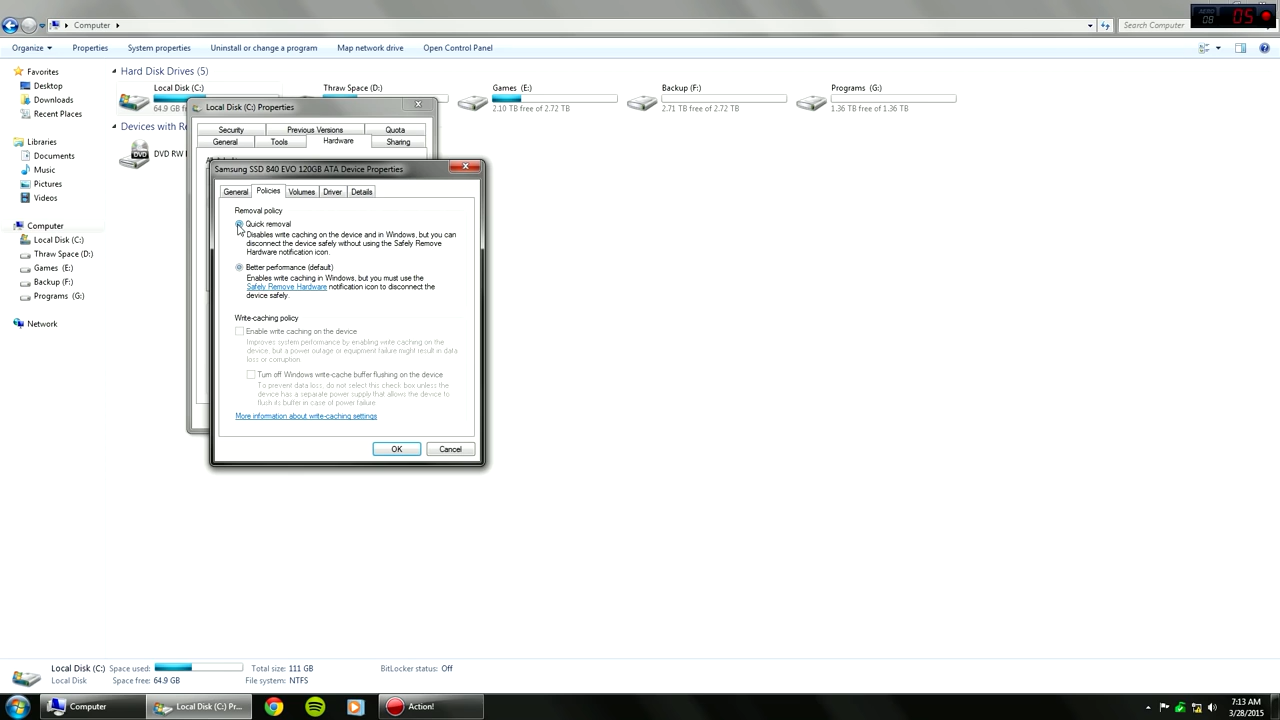 Computer
Search Computer
08
05
Organize
Properties
System properties
Uninstall or change a program
Map network drive
Open Control Panel
Favorites
Desktop
Downloads
Recent Places
Libraries
Documents
Music
Pictures
Videos
Computer
Local Disk (C:)
Thraw Space (D:)
Games (E:)
Backup (F:)
Programs (G:)
Network
Hard Disk Drives (5)
Local Disk (C:)
64.9 GB
Thraw Space (D:)
Games (E:)
2.10 TB free of 2.72 TB
Backup (F:)
2.71 TB free of 2.72 TB
Programs (G:)
1.36 TB free of 1.36 TB
Devices with
DVD RW
Local Disk (C:) Properties
Security
Previous Versions
Quota
General
Tools
Hardware
Sharing
Samsung SSD 840 EVO 120GB ATA Device Properties
General
Policies
Volumes
Driver
Details
Removal policy
Quick removal
Disables write caching on the device and in Windows, but you can
disconnect the device safely without using the Safely Remove
Hardware notification icon.
Better performance (default)
Enables write caching in Windows, but you must use the
Safely Remove Hardware notification icon to disconnect the
device safely.
Write-caching policy
Enable write caching on the device
Improves system performance by enabling write caching on the
device, but a power outage or equipment failure might result in data
loss or corruption.
Turn off Windows write-cache buffer flushing on the device
To prevent data loss, do not select this check box unless the
device has a separate power supply that allows the device to
flush its buffer in case of power failure.
More information about write-caching settings
OK
Cancel
Local Disk (C:) Space used:
Total size: 111 GB
BitLocker status: Off
Local Disk
Space free: 64.9 GB
File system: NTFS
Computer
Local Disk (C:) Pr...
Action!
7:13 AM
3/28/2015